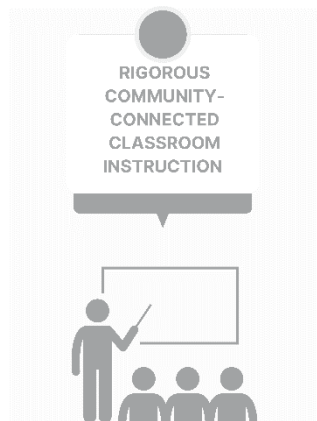 RIGOROUS
COMMUNITY-
CONNECTED
CLASSROOM
INSTRUCTION